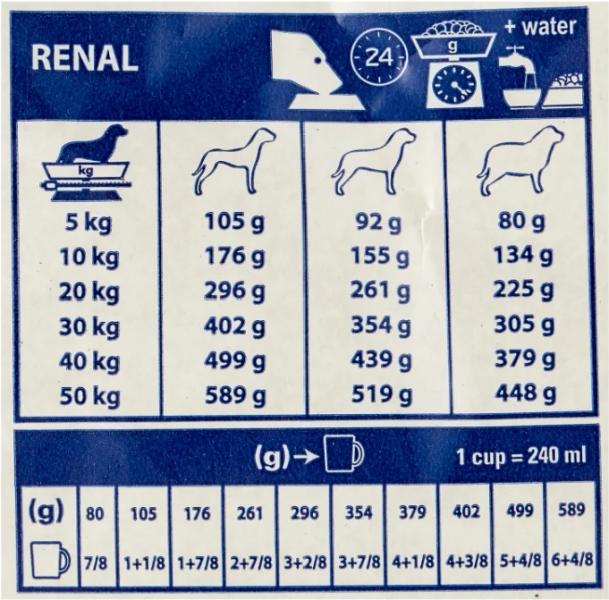 RENAL
24
g
+ water
kg
5 kg 105 g 92 g 80 g
10 kg 176 g 155 g 134 g
20 kg 296 g 261 g 225 g
30 kg 402 g 354 g 305 g
40 kg 499 g 439 g 379 g
50 kg 589 g 519 g 448 g
(g)→ 1 cup = 240 ml
(g) 80 105 176 261 296 354 379 402 499 589
7/8 1+1/8 1+7/8 2+7/8 3+2/8 3+7/8 4+1/8 4+3/8 5+4/8 6+4/8